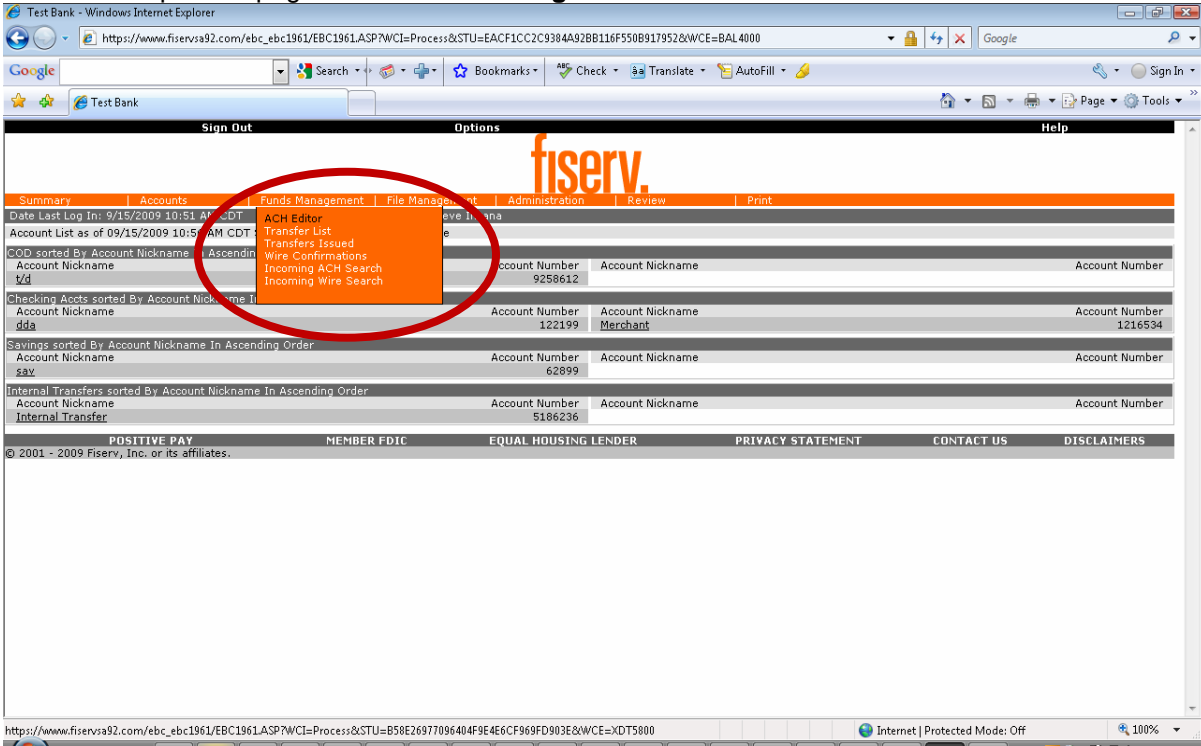 Test Bank - Windows Internet Explorer
https://www.fiservsa92.com/ebc_ebc1961/EBC1961.ASP?WCI=Process&STU=EACF1CC2C9384A92BB116F550B917952&WCE=BAL4000
Google
Google Search Bookmarks ABC Check Translate AutoFill Sign In
Test Bank Page Tools
Sign Out Options Help
fiserv.
Summary | Accounts | Funds Management | File Management | Administration | Review | Print
Date Last Log In: 9/15/2009 10:51 AM CDT
Account List as of 09/15/2009 10:56 AM CDT
ACH Editor
Transfer List
Transfers Issued
Wire Confirmations
Incoming ACH Search
Incoming Wire Search
COD sorted By Account Nickname In Ascending
Account Nickname Account Number Account Nickname Account Number
t/d 9258612
Checking Accts sorted By Account Nickname
Account Nickname Account Number Account Nickname Account Number
dda 122199 Merchant 1216534
Savings sorted By Account Nickname In Ascending Order
Account Nickname Account Number Account Nickname Account Number
sav 62899
Internal Transfers sorted By Account Nickname In Ascending Order
Account Nickname Account Number Account Nickname Account Number
Internal Transfer 5186236
POSITIVE PAY MEMBER FDIC EQUAL HOUSING LENDER PRIVACY STATEMENT CONTACT US DISCLAIMERS
© 2001 - 2009 Fiserv, Inc. or its affiliates.
https://www.fiservsa92.com/ebc_ebc1961/EBC1961.ASP?WCI=Process&STU=B58E26977096404F9E4E6CF969FD903E&WCE=XDT5800 Internet | Protected Mode: Off 100%